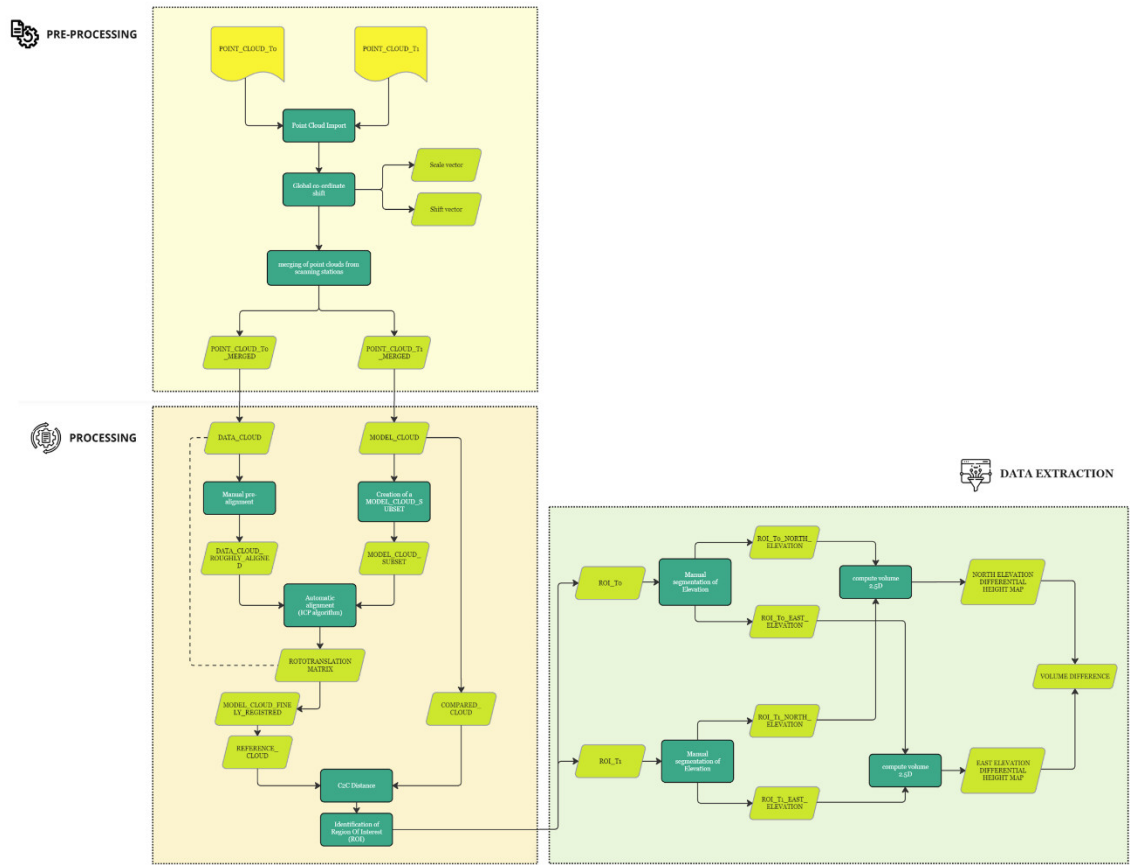 PRE-PROCESSING
POINT_CLOUD_T0
POINT_CLOUD_T1
Point Cloud Import
Global co-ordinate
shift
Scale vector
Shift vector
merging of point clouds from
scanning stations
POINT_CLOUD_T0
_MERGED
POINT_CLOUD_T1
_MERGED
PROCESSING
DATA_CLOUD
MODEL_CLOUD
Manual pre-
alignment
Creation of a
MODEL_CLOUD_S
UBSET
DATA_CLOUD_
ROUGHLY_ALIGNE
D
MODEL_CLOUD_
SUBSET
Automatic
alignment
(ICP algorithm)
ROTOTRANSLATION
MATRIX
MODEL_CLOUD_FINE
LY_REGISTRED
REFERENCE_
CLOUD
COMPARED_
CLOUD
C2C Distance
Identification of
Region Of Interest
(ROI)
DATA EXTRACTION
ROI_T0
Manual
segmentation of
Elevation
ROI_T0_NORTH_
ELEVATION
ROI_T0_EAST_
ELEVATION
compute volume
2.5D
NORTH ELEVATION
DIFFERENTIAL
HEIGHT MAP
VOLUME DIFFERENCE
ROI_T1
Manual
segmentation of
Elevation
ROI_T1_NORTH_
ELEVATION
ROI_T1_EAST_
ELEVATION
compute volume
2.5D
EAST ELEVATION
DIFFERENTIAL
HEIGHT MAP